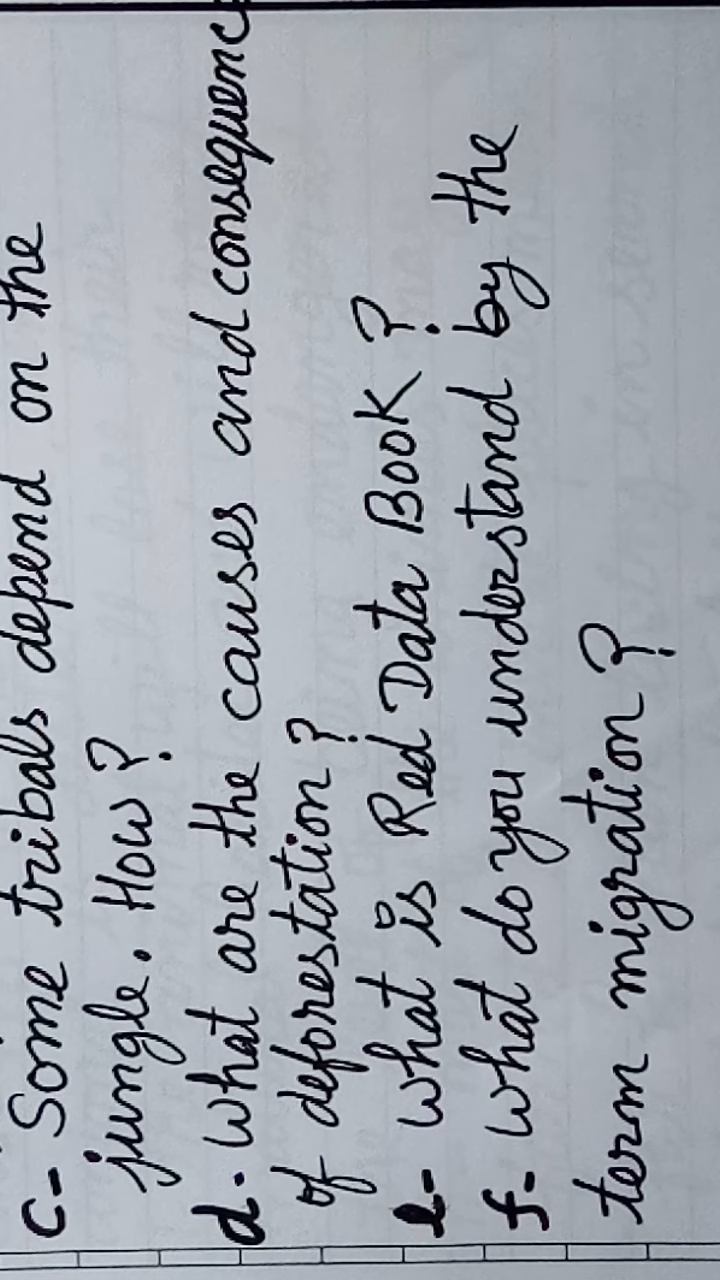 c- Some tribals depend on the
jungle. How?
d. What are the causes and consequenc
of deforestation?
e- What is Red Data Book?
f- What do you understand by the
term migration?